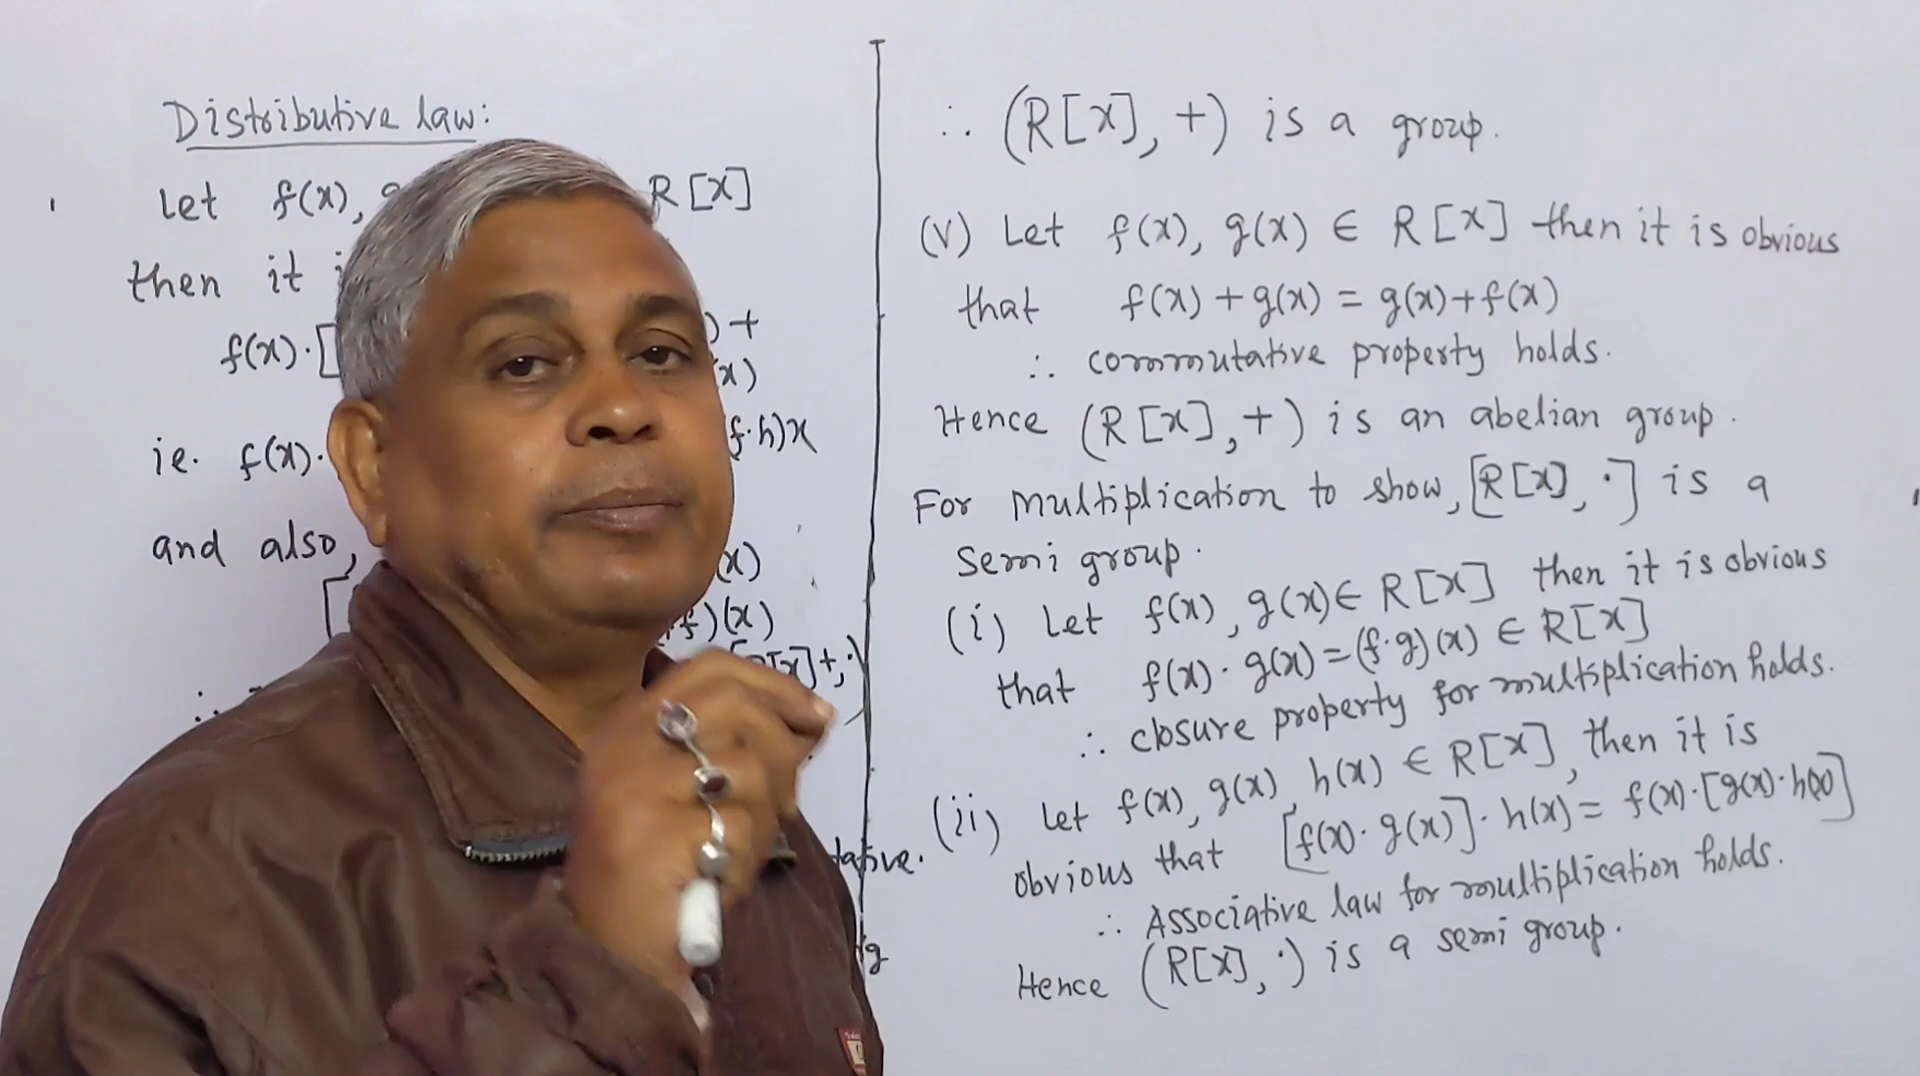 Distributive law:
Let f(x), R[x]
then it
f(x)·[ )+
x)
ie. f(x)· f·h)x
and also,
[ (x)
f)(x)
[R[x]+,·)
∴
tative.
∴ (R[x], +) is a group.
(V) Let f(x), g(x) ∈ R[x] then it is obvious
that f(x)+g(x) = g(x)+f(x)
∴ commutative property holds.
Hence (R[x], +) is an abelian group.
For multiplication to show, [R[x], ·] is a
semi group.
(i) Let f(x), g(x) ∈ R[x] then it is obvious
that f(x)·g(x) = (f·g)(x) ∈ R[x]
∴ closure property for multiplication holds.
(ii) Let f(x), g(x), h(x) ∈ R[x], then it is
obvious that [f(x)·g(x)]·h(x) = f(x)·[g(x)·h(x)]
∴ Associative law for multiplication holds.
Hence (R[x], ·) is a semi group.